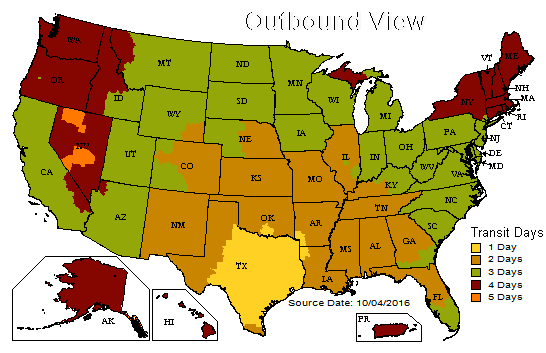 Outbound View
WA
OR
CA
ID
NV
MT
WY
UT
AZ
CO
NM
ND
SD
NE
KS
OK
TX
MN
IA
MO
AR
LA
WI
IL
MI
IN
OH
KY
TN
MS
AL
GA
FL
SC
NC
VA
WV
PA
NY
VT
ME
NH
MA
RI
CT
NJ
DE
MD
AK
HI
PR
Transit Days
1 Day
2 Days
3 Days
4 Days
5 Days
Source Date: 10/04/2016